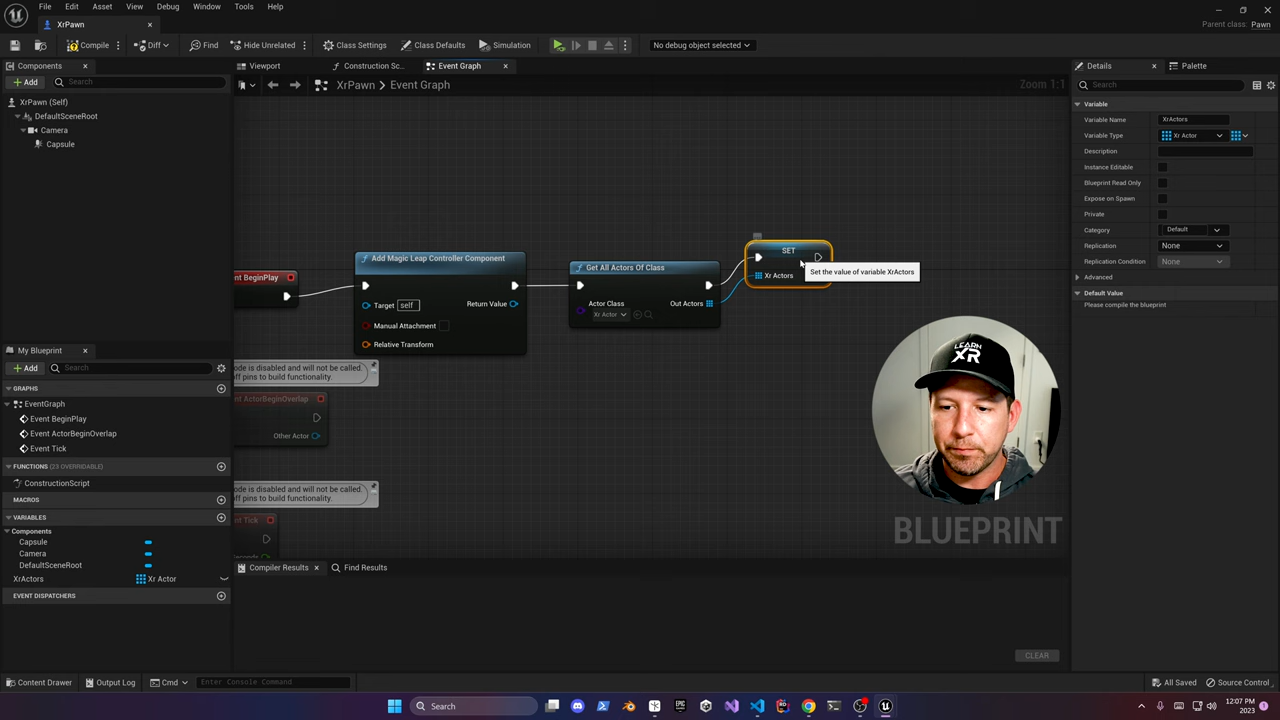 File Edit Asset View Debug Window Tools Help
XrPawn
Parent class: Pawn
Compile Diff Find Hide Unrelated Class Settings Class Defaults Simulation No debug object selected
Components
Add Search
XrPawn (Self)
DefaultSceneRoot
Camera
Capsule
Viewport Construction Sc... Event Graph
XrPawn > Event Graph
Zoom 1:1
nt BeginPlay
Add Magic Leap Controller Component
Target self
Return Value
Manual Attachment
Relative Transform
Get All Actors Of Class
Actor Class
Xr Actor
Out Actors
SET
Xr Actors
Set the value of variable XrActors
ode is disabled and will not be called.
off pins to build functionality.
nt ActorBeginOverlap
Other Actor
ode is disabled and will not be called.
off pins to build functionality.
nt Tick
Seconds
LEARN
XR
BLUEPRINT
My Blueprint
Add Search
GRAPHS
EventGraph
Event BeginPlay
Event ActorBeginOverlap
Event Tick
FUNCTIONS (23 OVERRIDABLE)
ConstructionScript
MACROS
VARIABLES
Components
Capsule
Camera
DefaultSceneRoot
XrActors Xr Actor
EVENT DISPATCHERS
Compiler Results Find Results
CLEAR
Details Palette
Search
Variable
Variable Name XrActors
Variable Type Xr Actor
Description
Instance Editable
Blueprint Read Only
Expose on Spawn
Private
Category Default
Replication None
Replication Condition None
Advanced
Default Value
Please compile the blueprint
Content Drawer Output Log Cmd Enter Console Command
All Saved Source Control
Search
12:07 PM
2023